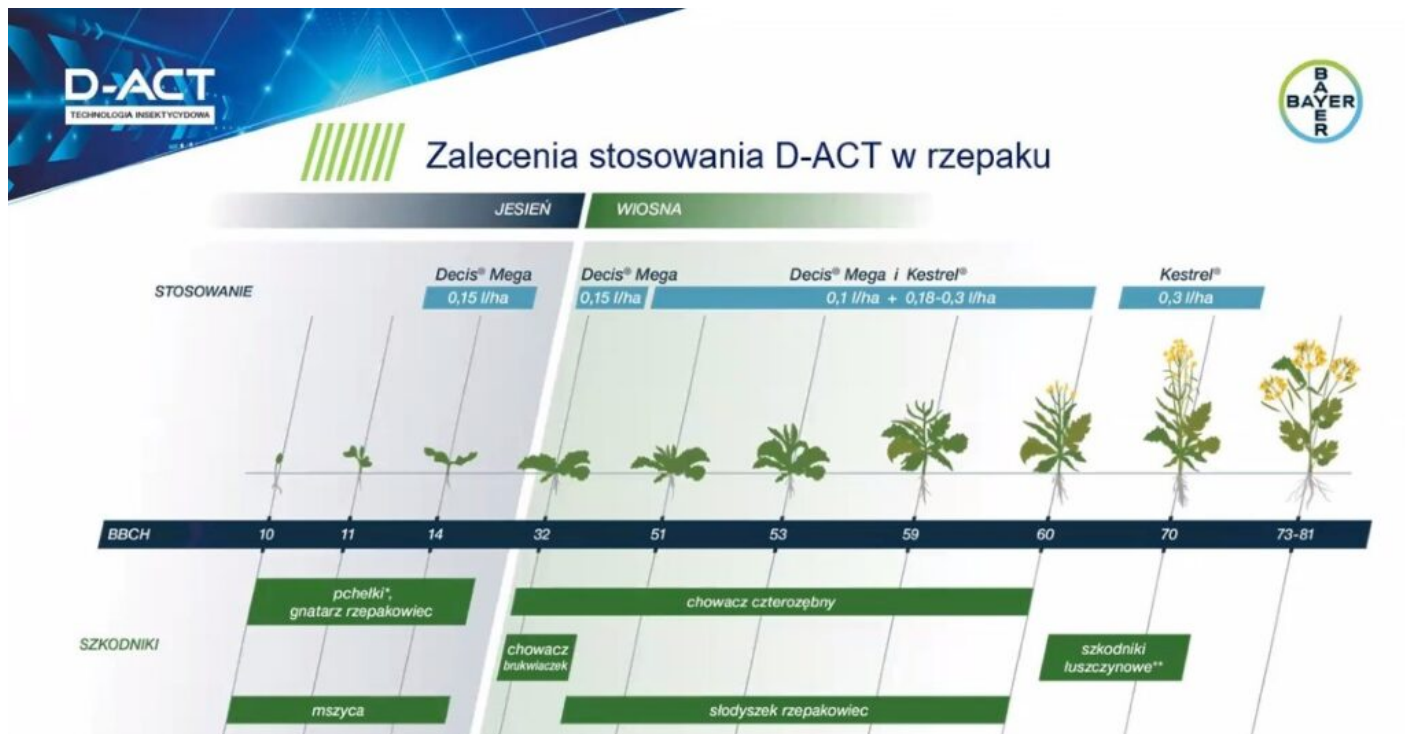 D-ACT
TECHNOLOGIA INSEKTYCYDOWA
BAYER
BAYER
Zalecenia stosowania D-ACT w rzepaku
JESIEŃ
WIOSNA
STOSOWANIE
Decis® Mega
0,15 l/ha
Decis® Mega
0,15 l/ha
Decis® Mega i Kestrel®
0,1 l/ha + 0,18-0,3 l/ha
Kestrel®
0,3 l/ha
BBCH 10 11 14 32 51 53 59 60 70 73-81
SZKODNIKI
pchełki*,
gnatarz rzepakowiec
chowacz czterozębny
chowacz
brukwiaczek
szkodniki
łuszczynowe**
mszyca
słodyszek rzepakowiec